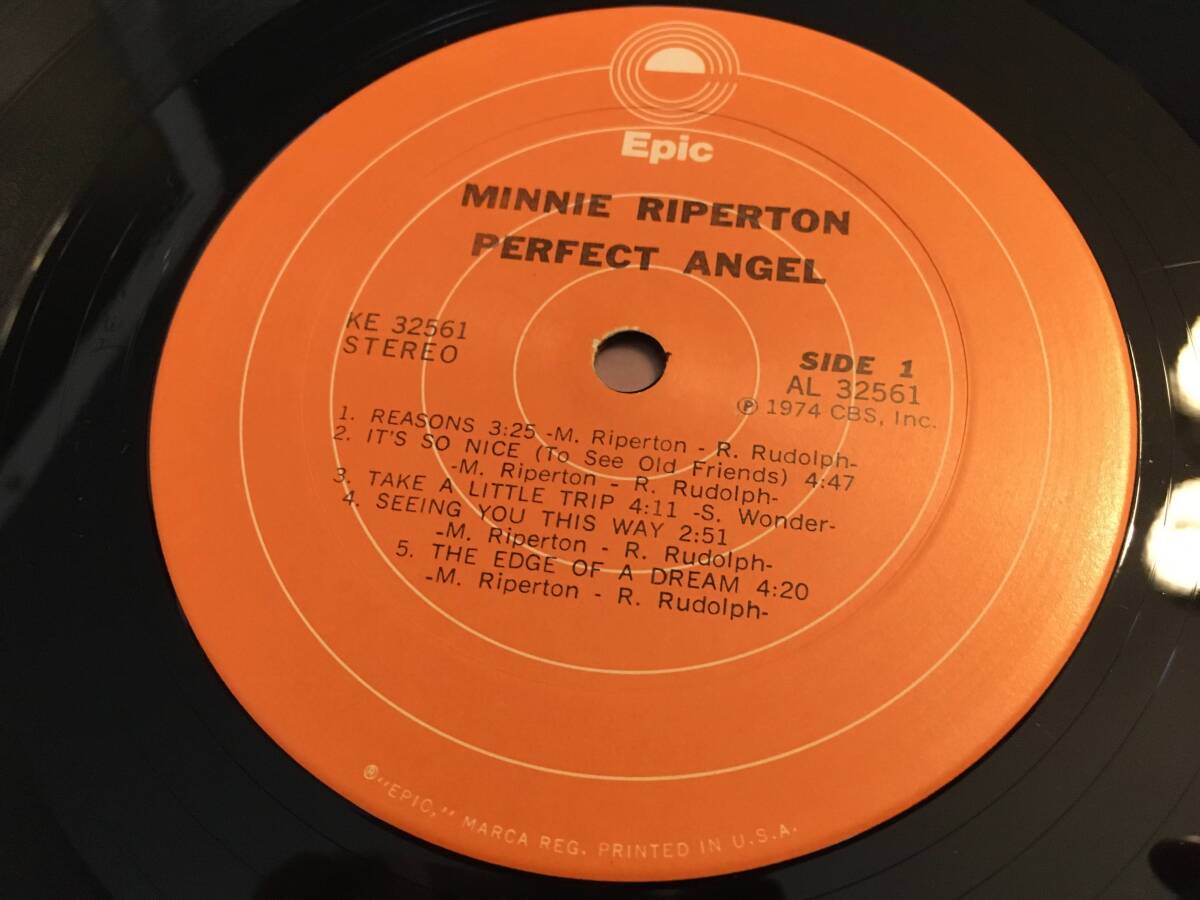 Epic
MINNIE RIPERTON
PERFECT ANGEL
KE 32561
STEREO
SIDE 1
AL 32561
Ⓟ 1974 CBS, Inc.
1. REASONS 3:25 -M. Riperton - R. Rudolph-
2. IT'S SO NICE (To See Old Friends) 4:47
-M. Riperton - R. Rudolph-
3. TAKE A LITTLE TRIP 4:11 -S. Wonder-
4. SEEING YOU THIS WAY 2:51
-M. Riperton - R. Rudolph-
5. THE EDGE OF A DREAM 4:20
-M. Riperton - R. Rudolph-
®"EPIC," MARCA REG. PRINTED IN U.S.A.